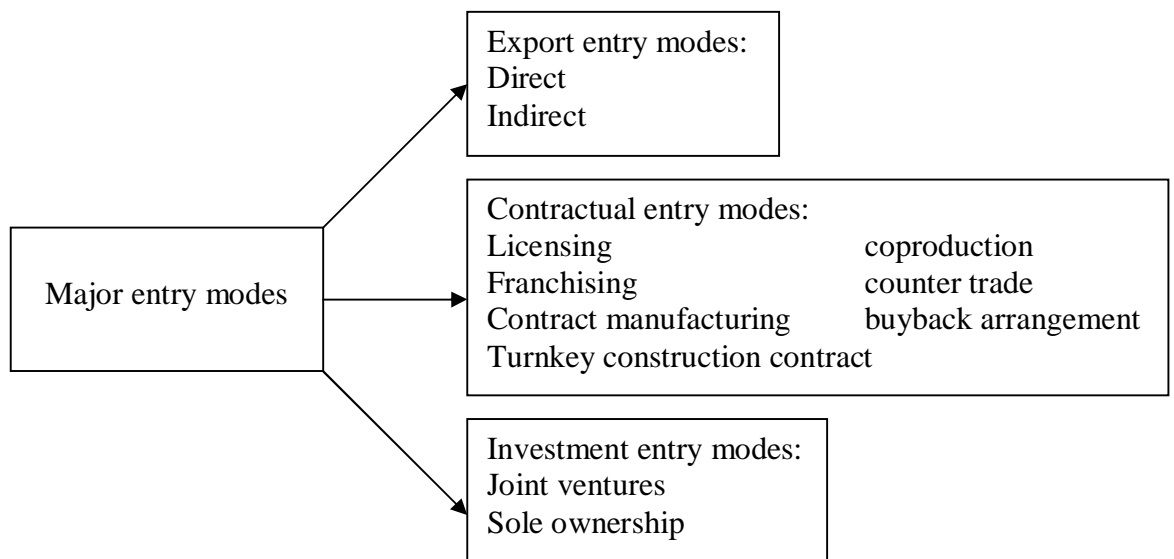 Major entry modes
Export entry modes:
Direct
Indirect
Contractual entry modes:
Licensing coproduction
Franchising counter trade
Contract manufacturing buyback arrangement
Turnkey construction contract
Investment entry modes:
Joint ventures
Sole ownership